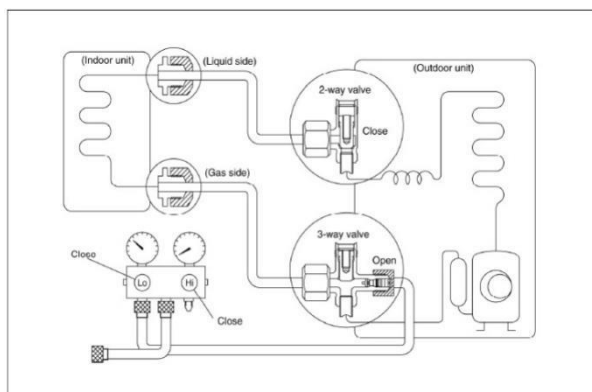 (Indoor unit)
(Liquid side)
(Outdoor unit)
2-way valve
Close
(Gas side)
3-way valve
Open
Close
Lo
Hi
Close